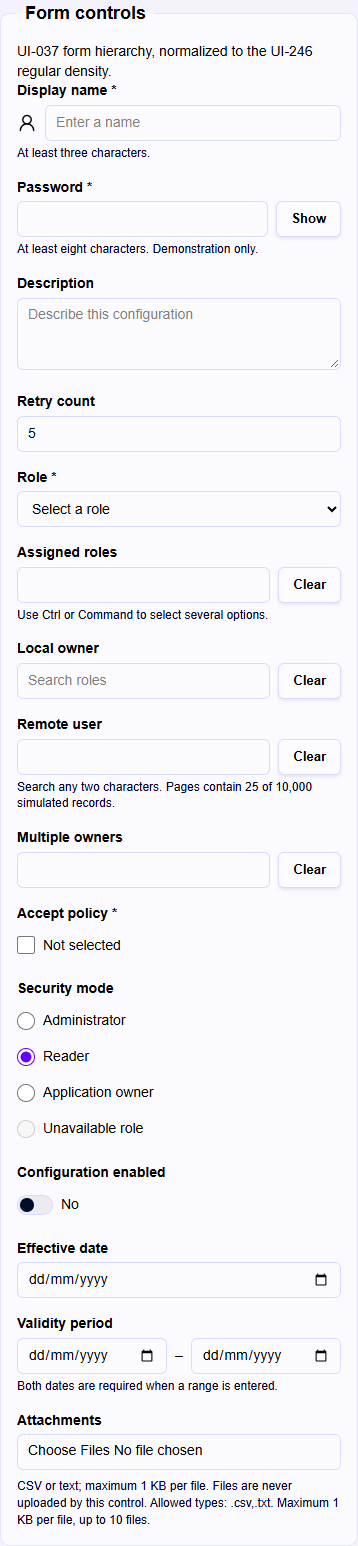 Form controls
UI-037 form hierarchy, normalized to the UI-246
regular density.
Display name *
Enter a name
At least three characters.
Password *
Show
At least eight characters. Demonstration only.
Description
Describe this configuration
Retry count
5
Role *
Select a role
Assigned roles
Clear
Use Ctrl or Command to select several options.
Local owner
Search roles Clear
Remote user
Clear
Search any two characters. Pages contain 25 of 10,000
simulated records.
Multiple owners
Clear
Accept policy *
Not selected
Security mode
Administrator
Reader
Application owner
Unavailable role
Configuration enabled
No
Effective date
dd/mm/yyyy
Validity period
dd/mm/yyyy – dd/mm/yyyy
Both dates are required when a range is entered.
Attachments
Choose Files No file chosen
CSV or text; maximum 1 KB per file. Files are never
uploaded by this control. Allowed types: .csv,.txt. Maximum 1
KB per file, up to 10 files.